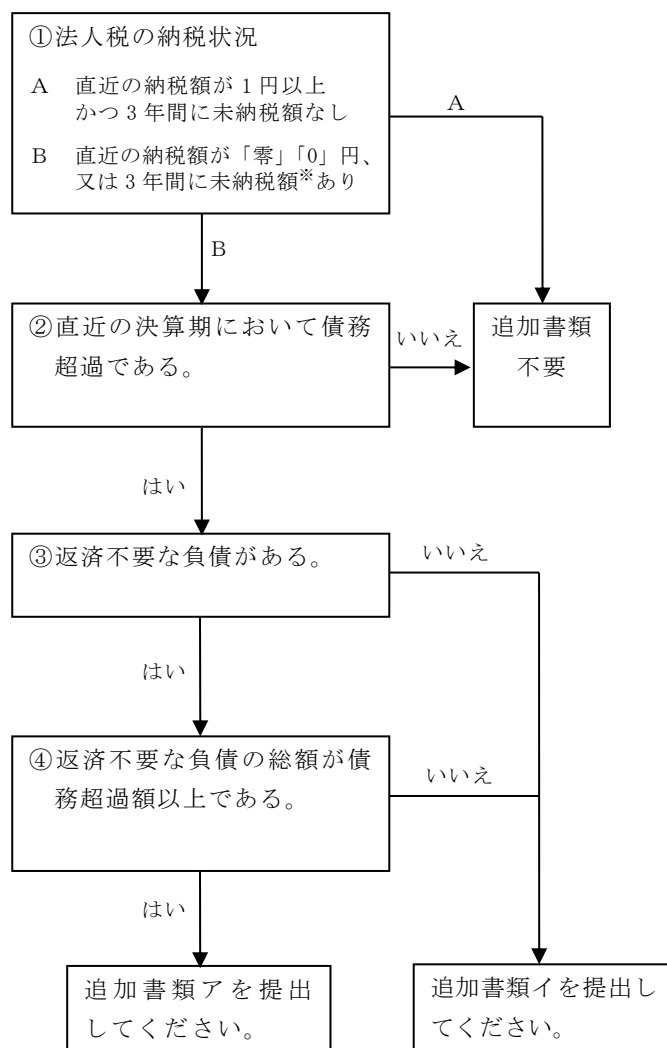 ①法人税の納税状況
A　直近の納税額が1円以上
かつ3年間に未納税額なし
A
B　直近の納税額が「零」「0」円、
又は3年間に未納税額※あり
B
②直近の決算期において債務
超過である。
いいえ
追加書類
不要
はい
③返済不要な負債がある。
いいえ
はい
④返済不要な負債の総額が債
務超過額以上である。
いいえ
はい
追加書類アを提出
してください。
追加書類イを提出し
てください。